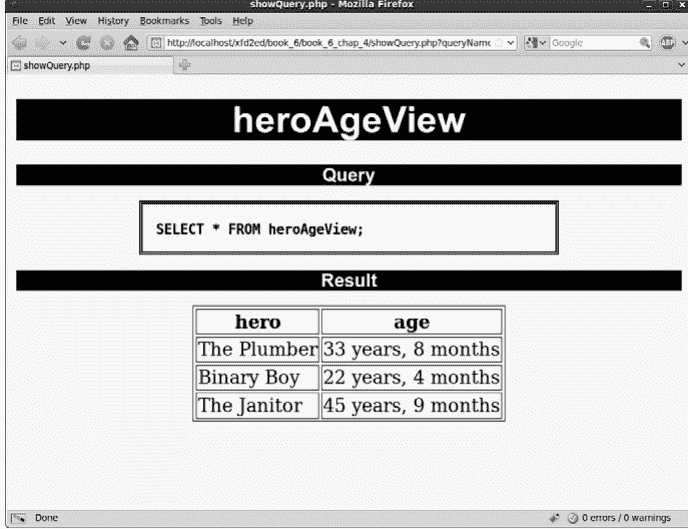 showQuery.php - Mozilla Firefox
File Edit View History Bookmarks Tools Help
http://localhost/xfd2ed/book_6/book_6_chap_4/showQuery.php?queryName
Google
ABP
showQuery.php
heroAgeView
Query
SELECT * FROM heroAgeView;
Result
hero age
The Plumber 33 years, 8 months
Binary Boy 22 years, 4 months
The Janitor 45 years, 9 months
Done 0 errors / 0 warnings